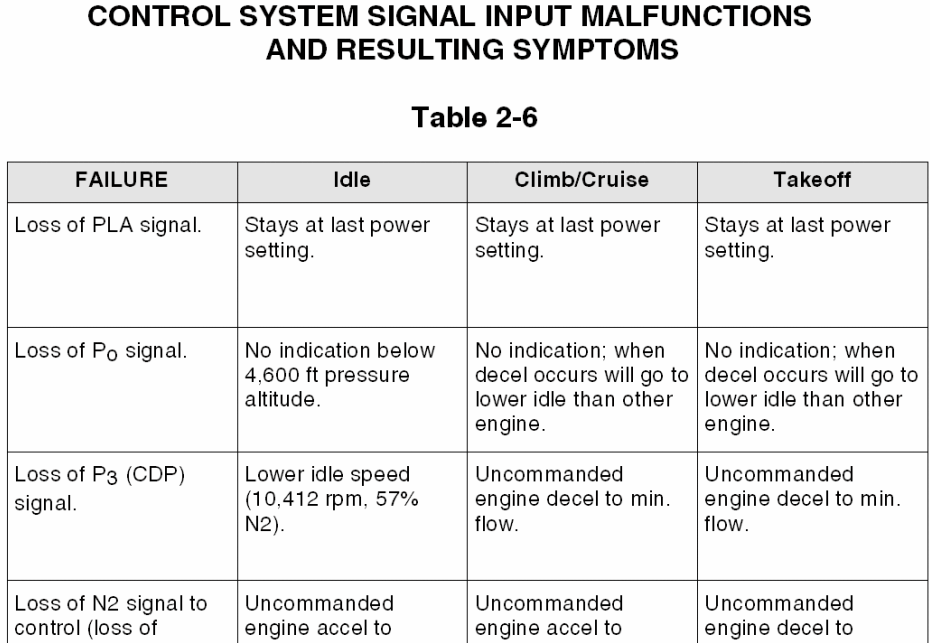 CONTROL SYSTEM SIGNAL INPUT MALFUNCTIONS
AND RESULTING SYMPTOMS
Table 2-6
FAILURE Idle Climb/Cruise Takeoff
Loss of PLA signal. Stays at last power Stays at last power Stays at last power
setting. setting. setting.
Loss of P₀ signal. No indication below No indication; when No indication; when
4,600 ft pressure decel occurs will go to decel occurs will go to
altitude. lower idle than other lower idle than other
engine. engine.
Loss of P₃ (CDP) Lower idle speed Uncommanded Uncommanded
signal. (10,412 rpm, 57% engine decel to min. engine decel to min.
N2). flow. flow.
Loss of N2 signal to Uncommanded Uncommanded Uncommanded
control (loss of engine accel to engine accel to engine decel to